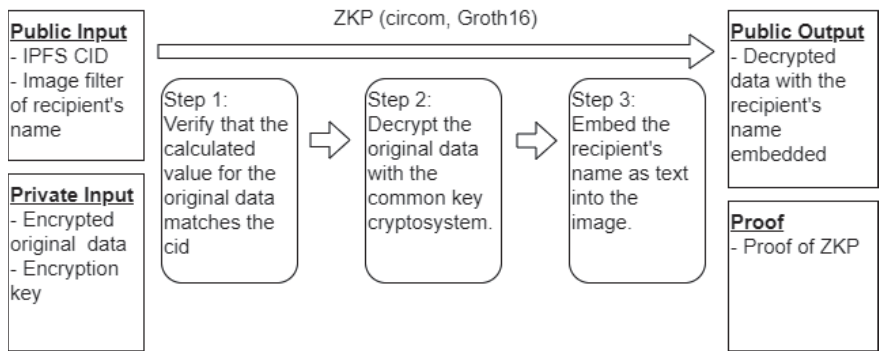 ZKP (circom, Groth16)
Public Input
- IPFS CID
- Image filter
of recipient's
name
Private Input
- Encrypted
original data
- Encryption
key
Step 1:
Verify that the
calculated
value for the
original data
matches the
cid
Step 2:
Decrypt the
original data
with the
common key
cryptosystem.
Step 3:
Embed the
recipient's
name as text
into the
image.
Public Output
- Decrypted
data with the
recipient's
name
embedded
Proof
- Proof of ZKP